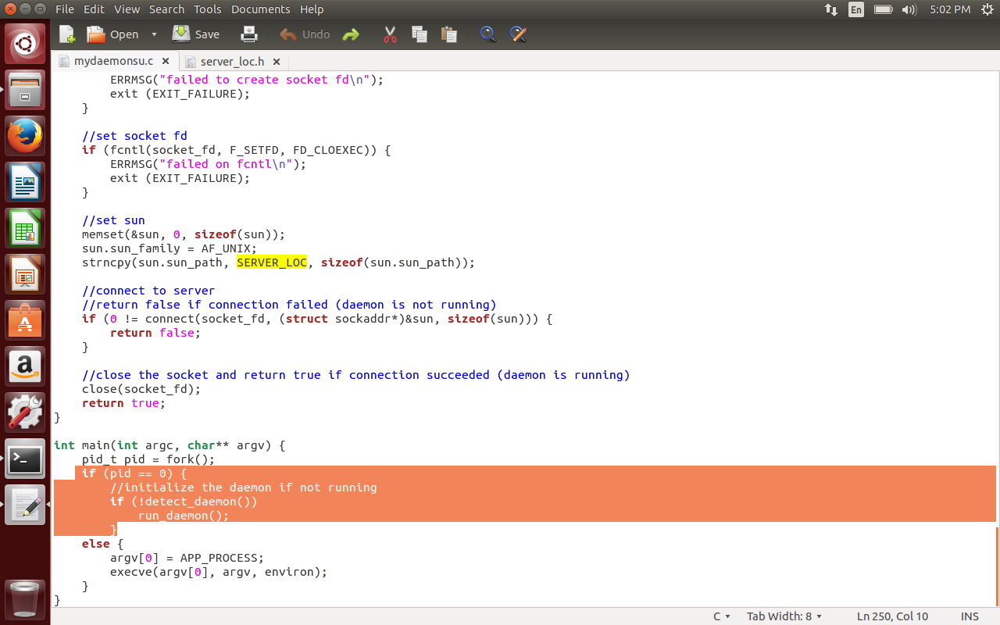 File Edit View Search Tools Documents Help En 5:02 PM
Open Save Undo
mydaemonsu.c server_loc.h
ERRMSG("failed to create socket fd\n");
exit (EXIT_FAILURE);
}
//set socket fd
if (fcntl(socket_fd, F_SETFD, FD_CLOEXEC)) {
ERRMSG("failed on fcntl\n");
exit (EXIT_FAILURE);
}
//set sun
memset(&sun, 0, sizeof(sun));
sun.sun_family = AF_UNIX;
strncpy(sun.sun_path, SERVER_LOC, sizeof(sun.sun_path));
//connect to server
//return false if connection failed (daemon is not running)
if (0 != connect(socket_fd, (struct sockaddr*)&sun, sizeof(sun))) {
return false;
}
//close the socket and return true if connection succeeded (daemon is running)
close(socket_fd);
return true;
}
int main(int argc, char** argv) {
pid_t pid = fork();
if (pid == 0) {
//initialize the daemon if not running
if (!detect_daemon())
run_daemon();
}
else {
argv[0] = APP_PROCESS;
execve(argv[0], argv, environ);
}
}
C Tab Width: 8 Ln 250, Col 10 INS